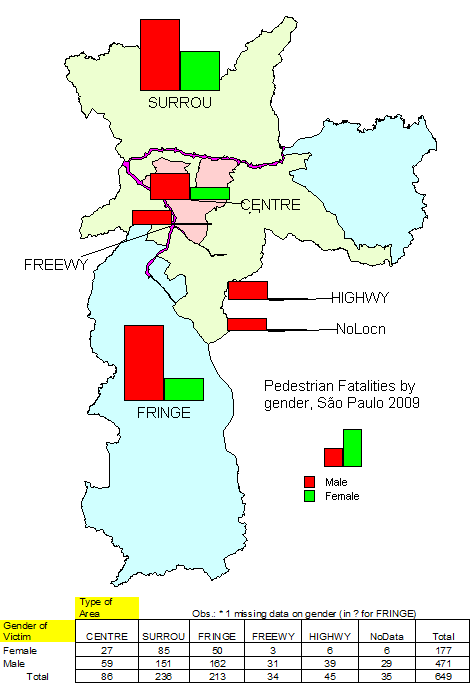 SURROU
CENTRE
FREEWY
HIGHWY
NoLocn
FRINGE
Pedestrian Fatalities by
gender, São Paulo 2009
Male
Female
Type of
Area
Obs.: * 1 missing data on gender (in ? for FRINGE)
Gender of
Victim CENTRE SURROU FRINGE FREEWY HIGHWY NoData Total
Female 27 85 50 3 6 6 177
Male 59 151 162 31 39 29 471
Total 86 236 213 34 45 35 649